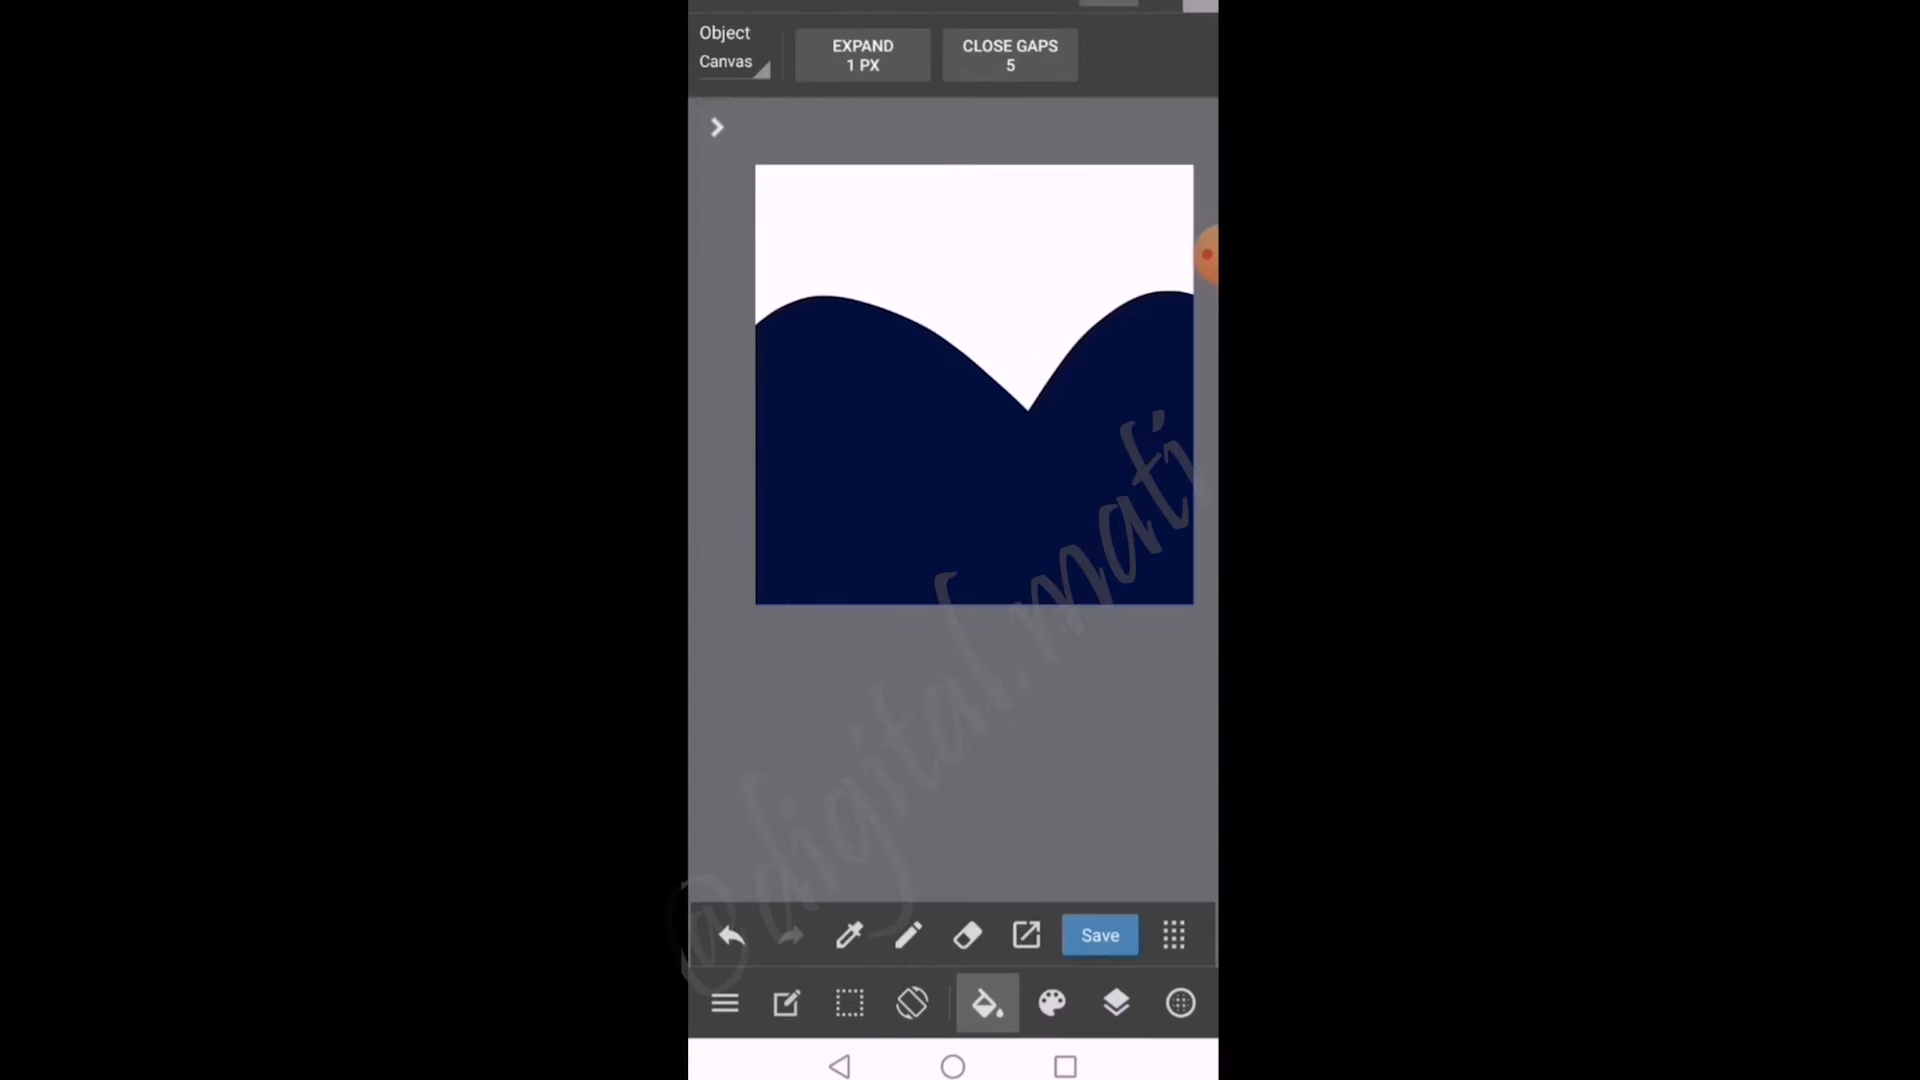 Object
Canvas
EXPAND
1 PX
CLOSE GAPS
5
@digital.mati
Save